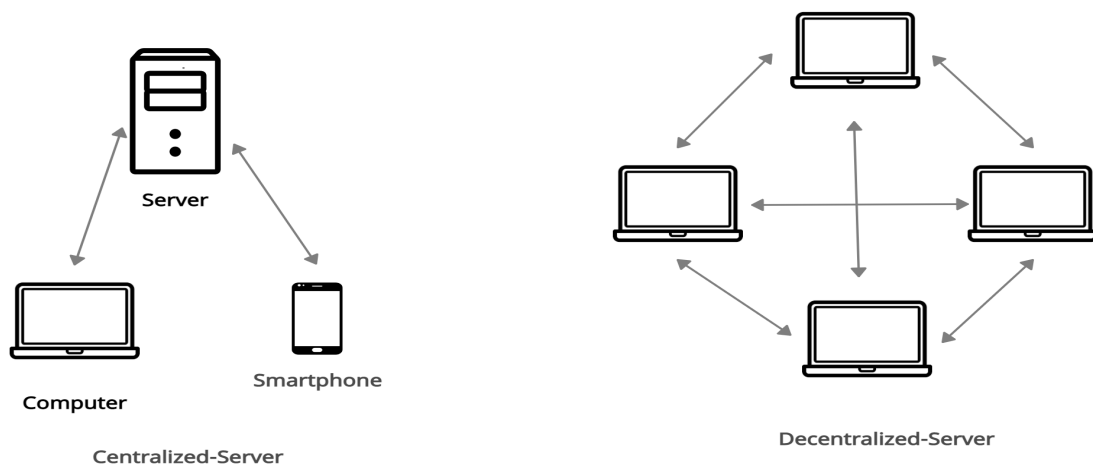 Server
Smartphone
Computer
Centralized-Server
Decentralized-Server